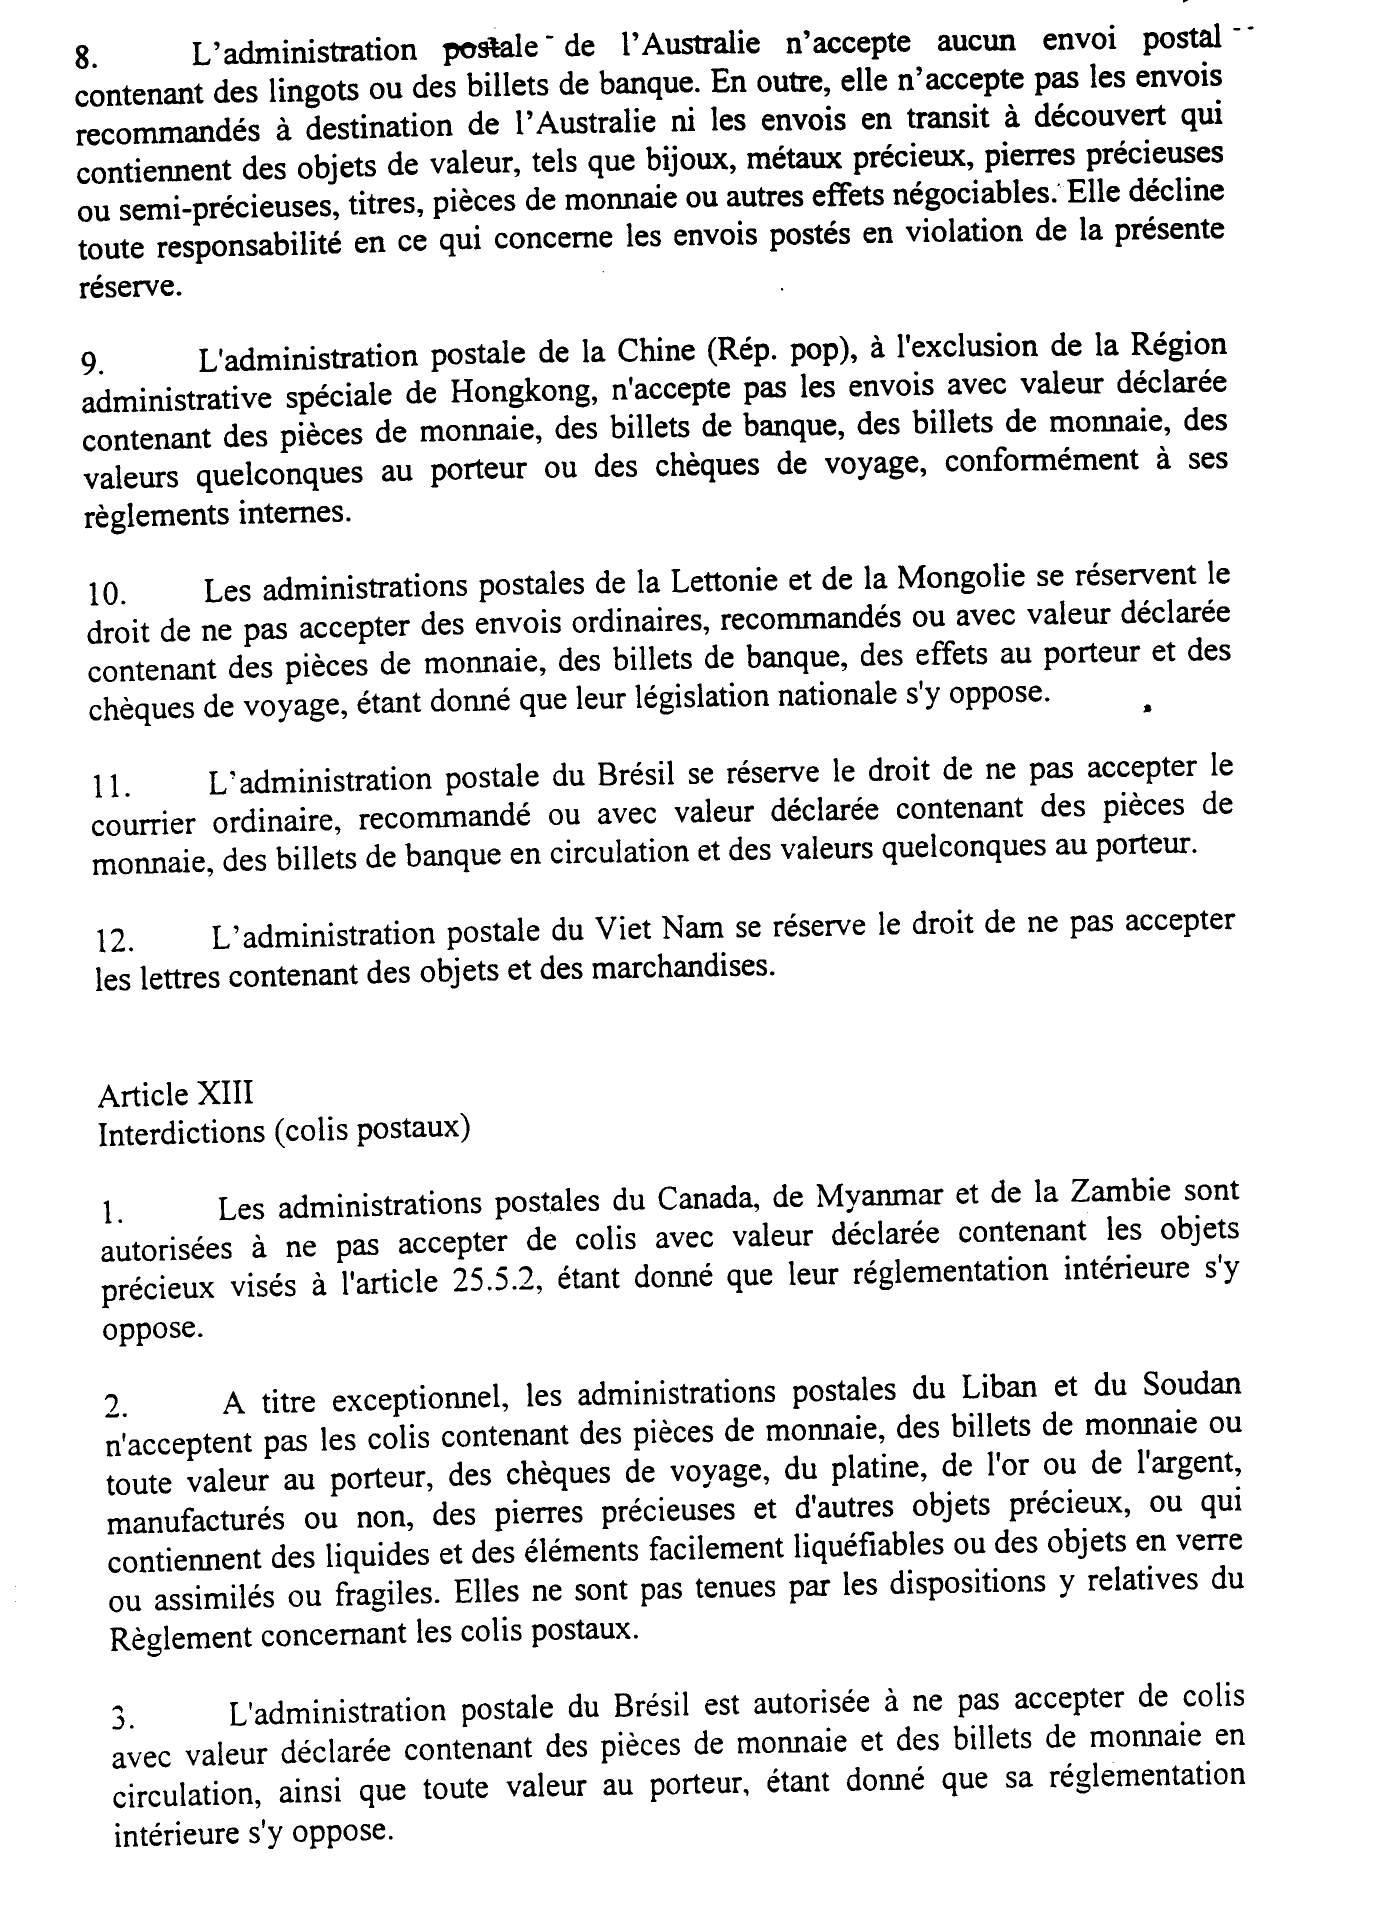 8. L’administration postale de l’Australie n’accepte aucun envoi postal
contenant des lingots ou des billets de banque. En outre, elle n’accepte pas les envois
recommandés à destination de l’Australie ni les envois en transit à découvert qui
contiennent des objets de valeur, tels que bijoux, métaux précieux, pierres précieuses
ou semi-précieuses, titres, pièces de monnaie ou autres effets négociables. Elle décline
toute responsabilité en ce qui concerne les envois postés en violation de la présente
réserve.
9. L'administration postale de la Chine (Rép. pop), à l'exclusion de la Région
administrative spéciale de Hongkong, n'accepte pas les envois avec valeur déclarée
contenant des pièces de monnaie, des billets de banque, des billets de monnaie, des
valeurs quelconques au porteur ou des chèques de voyage, conformément à ses
règlements internes.
10. Les administrations postales de la Lettonie et de la Mongolie se réservent le
droit de ne pas accepter des envois ordinaires, recommandés ou avec valeur déclarée
contenant des pièces de monnaie, des billets de banque, des effets au porteur et des
chèques de voyage, étant donné que leur législation nationale s'y oppose.
11. L’administration postale du Brésil se réserve le droit de ne pas accepter le
courrier ordinaire, recommandé ou avec valeur déclarée contenant des pièces de
monnaie, des billets de banque en circulation et des valeurs quelconques au porteur.
12. L’administration postale du Viet Nam se réserve le droit de ne pas accepter
les lettres contenant des objets et des marchandises.
Article XIII
Interdictions (colis postaux)
1. Les administrations postales du Canada, de Myanmar et de la Zambie sont
autorisées à ne pas accepter de colis avec valeur déclarée contenant les objets
précieux visés à l'article 25.5.2, étant donné que leur réglementation intérieure s'y
oppose.
2. A titre exceptionnel, les administrations postales du Liban et du Soudan
n'acceptent pas les colis contenant des pièces de monnaie, des billets de monnaie ou
toute valeur au porteur, des chèques de voyage, du platine, de l'or ou de l'argent,
manufacturés ou non, des pierres précieuses et d'autres objets précieux, ou qui
contiennent des liquides et des éléments facilement liquéfiables ou des objets en verre
ou assimilés ou fragiles. Elles ne sont pas tenues par les dispositions y relatives du
Règlement concernant les colis postaux.
3. L'administration postale du Brésil est autorisée à ne pas accepter de colis
avec valeur déclarée contenant des pièces de monnaie et des billets de monnaie en
circulation, ainsi que toute valeur au porteur, étant donné que sa réglementation
intérieure s'y oppose.